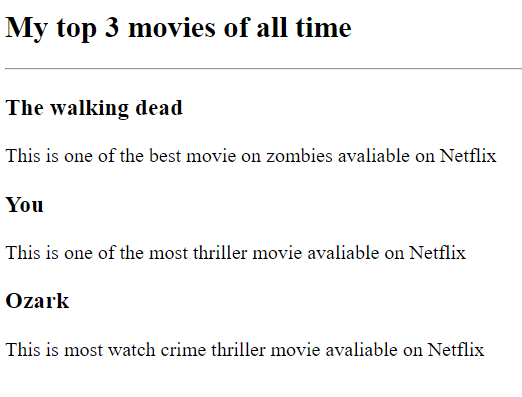 My top 3 movies of all time
The walking dead
This is one of the best movie on zombies avaliable on Netflix
You
This is one of the most thriller movie avaliable on Netflix
Ozark
This is most watch crime thriller movie avaliable on Netflix